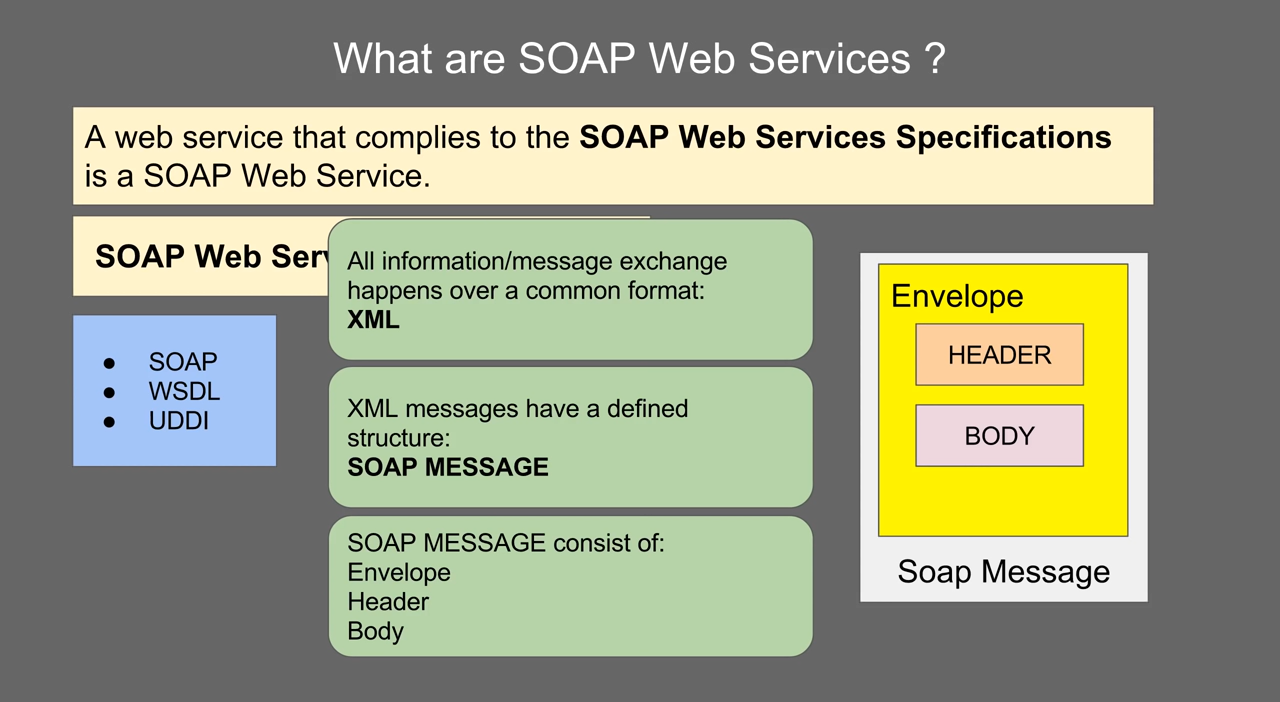 What are SOAP Web Services ?
A web service that complies to the SOAP Web Services Specifications
is a SOAP Web Service.
SOAP Web
● SOAP
● WSDL
● UDDI
All information/message exchange
happens over a common format:
XML
XML messages have a defined
structure:
SOAP MESSAGE
SOAP MESSAGE consist of:
Envelope
Header
Body
Envelope
HEADER
BODY
Soap Message